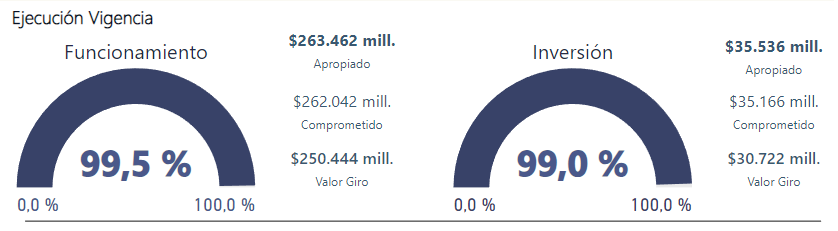 Ejecución Vigencia
Funcionamiento
99,5 %
0,0 %
100,0 %
$263.462 mill.
Apropiado
$262.042 mill.
Comprometido
$250.444 mill.
Valor Giro
Inversión
99,0 %
0,0 %
100,0 %
$35.536 mill.
Apropiado
$35.166 mill.
Comprometido
$30.722 mill.
Valor Giro